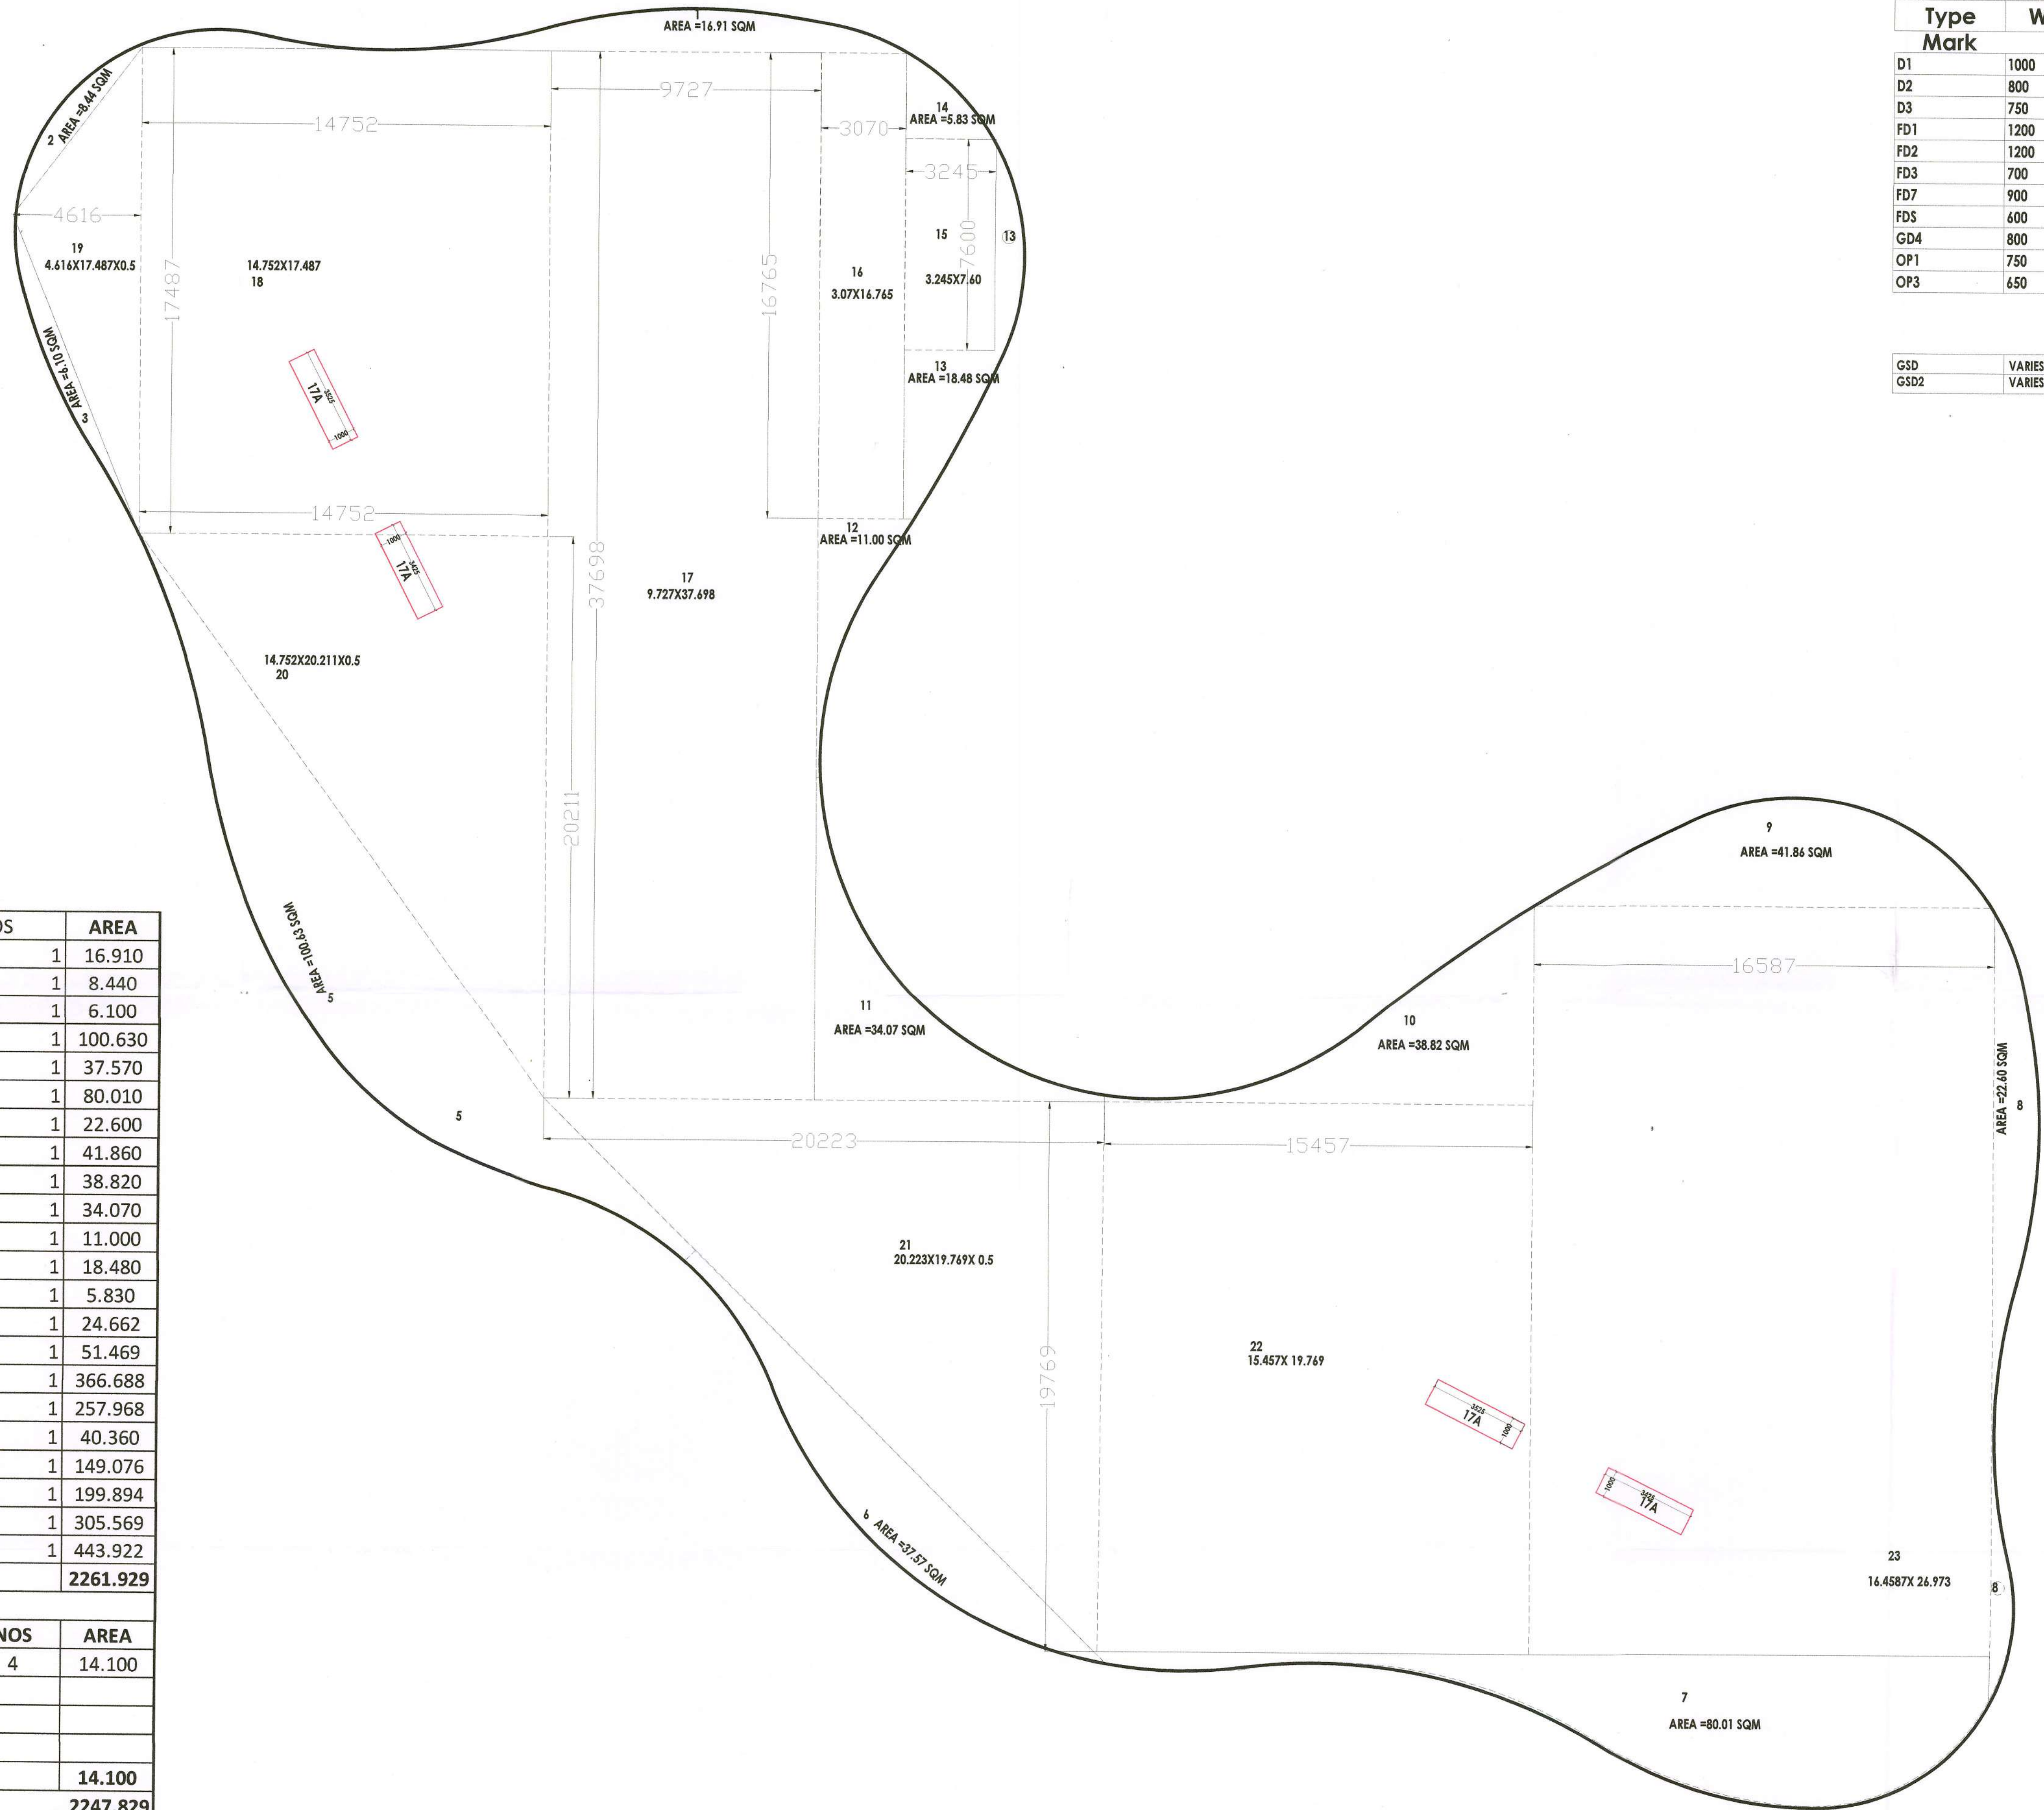 1
AREA =16.91 SQM
2 AREA =8.44 SQM
9727
14752
3070
14
AREA =5.83 SQM
3245
4616
19
4.616X17.487X0.5
14.752X17.487
18
17487
16765
16
3.07X16.765
15
3.245X7.60
7600
13
3 AREA =6.10 SQM
17A
3525
1000
13
AREA =18.48 SQM
14752
12
AREA =11.00 SQM
1000
3425
17A
37698
17
9.727X37.698
14.752X20.211X0.5
20
20211
AREA =100.63 SQM
5
5
11
AREA =34.07 SQM
10
AREA =38.82 SQM
9
AREA =41.86 SQM
16587
AREA =22.60 SQM
8
20223
15457
21
20.223X19.769X 0.5
19769
22
15.457X 19.769
3525
17A
1000
1000
3425
17A
23
16.4587X 26.973
8
6 AREA =37.57 SQM
7
AREA =80.01 SQM
Type
Mark
D1 1000
D2 800
D3 750
FD1 1200
FD2 1200
FD3 700
FD7 900
FDS 600
GD4 800
OP1 750
OP3 650
GSD VARIES
GSD2 VARIES
AREA
1 16.910
1 8.440
1 6.100
1 100.630
1 37.570
1 80.010
1 22.600
1 41.860
1 38.820
1 34.070
1 11.000
1 18.480
1 5.830
1 24.662
1 51.469
1 366.688
1 257.968
1 40.360
1 149.076
1 199.894
1 305.569
1 443.922
2261.929
NOS AREA
4 14.100
14.100
2247.829